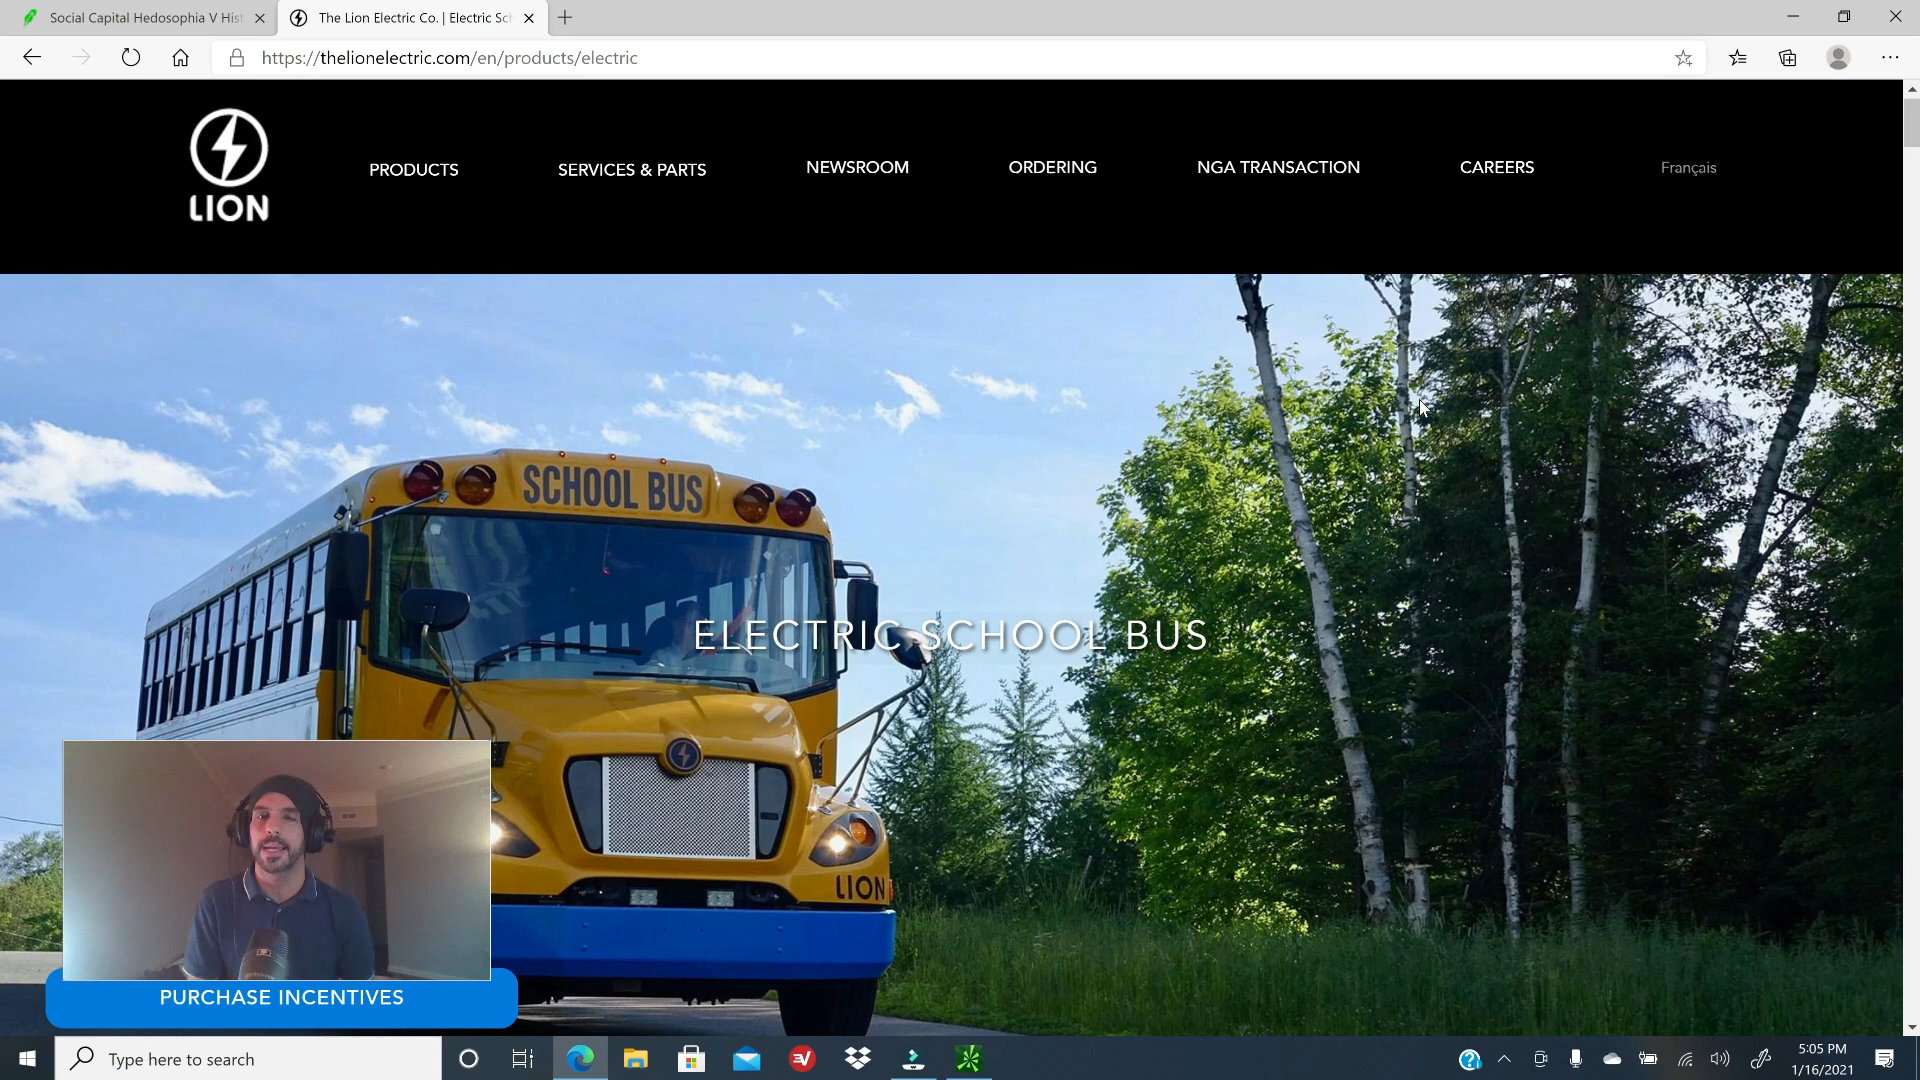 Social Capital Hedosophia V His
The Lion Electric Co. | Electric Sch
https://thelionelectric.com/en/products/electric
LION
PRODUCTS
SERVICES & PARTS
NEWSROOM
ORDERING
NGA TRANSACTION
CAREERS
Français
SCHOOL BUS
ELECTRIC SCHOOL BUS
LION
PURCHASE INCENTIVES
Type here to search
5:05 PM
1/16/2021